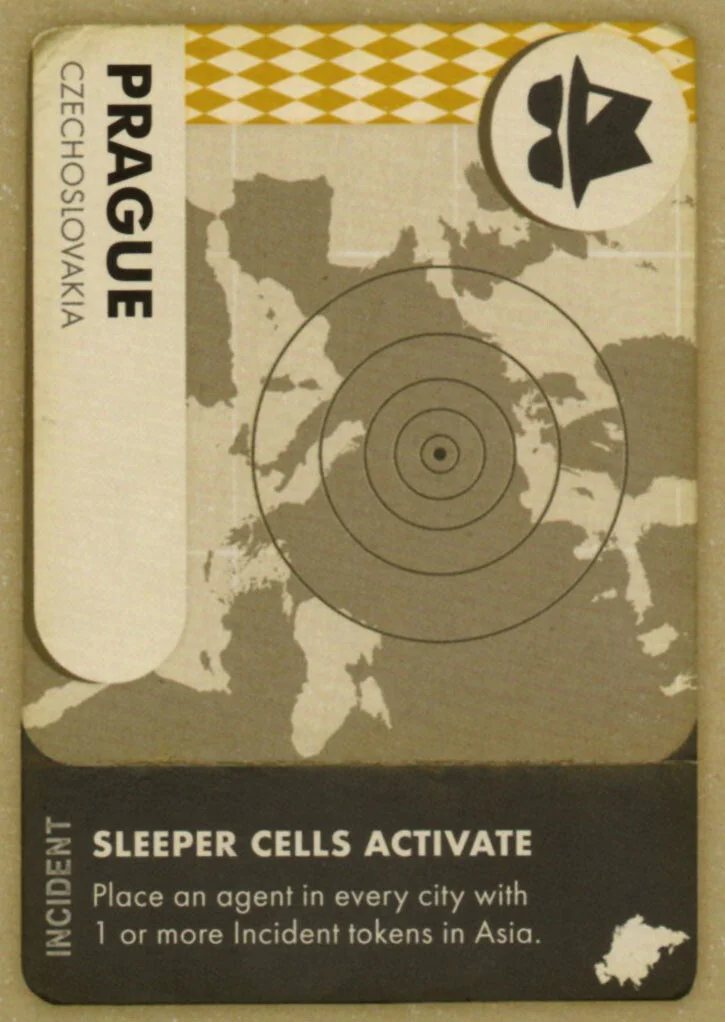 PRAGUE
CZECHOSLOVAKIA
INCIDENT
SLEEPER CELLS ACTIVATE
Place an agent in every city with
1 or more Incident tokens in Asia.